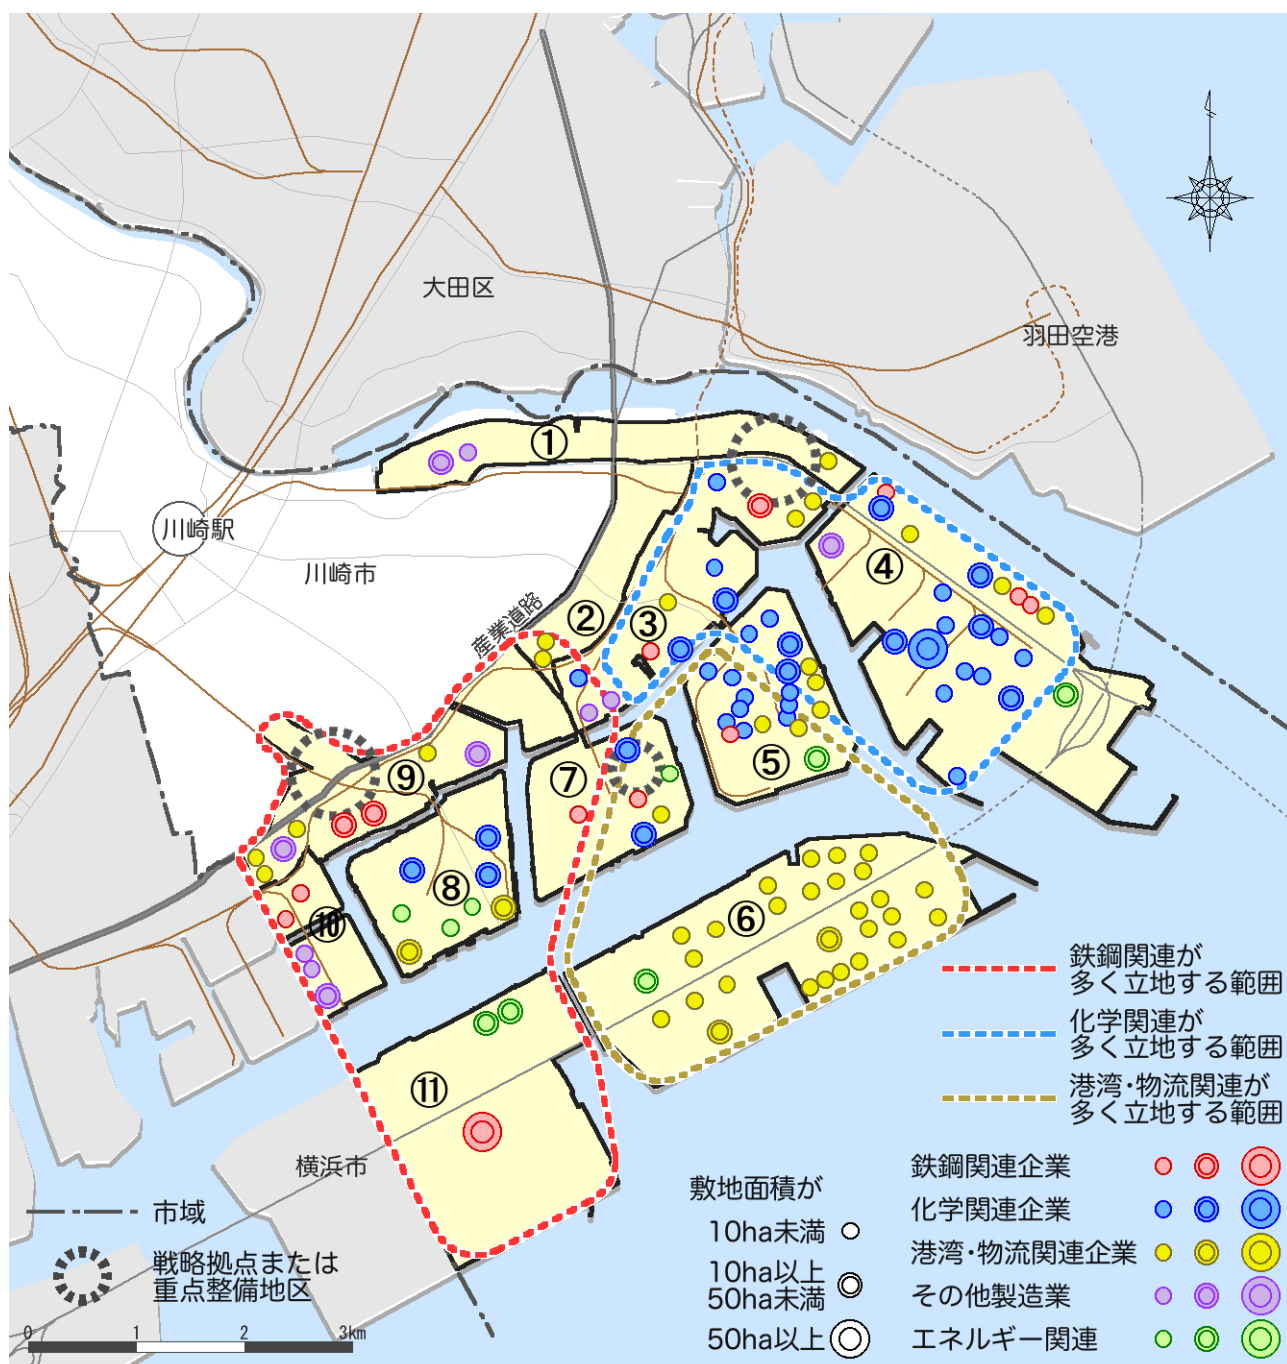 大田区
羽田空港
川崎駅
川崎市
産業道路
横浜市
①
②
③
④
⑤
⑥
⑦
⑧
⑨
⑩
⑪
鉄鋼関連が
多く立地する範囲
化学関連が
多く立地する範囲
港湾・物流関連が
多く立地する範囲
市域
戦略拠点または
重点整備地区
0 1 2 3km
敷地面積が
10ha未満
10ha以上
50ha未満
50ha以上
鉄鋼関連企業
化学関連企業
港湾・物流関連企業
その他製造業
エネルギー関連